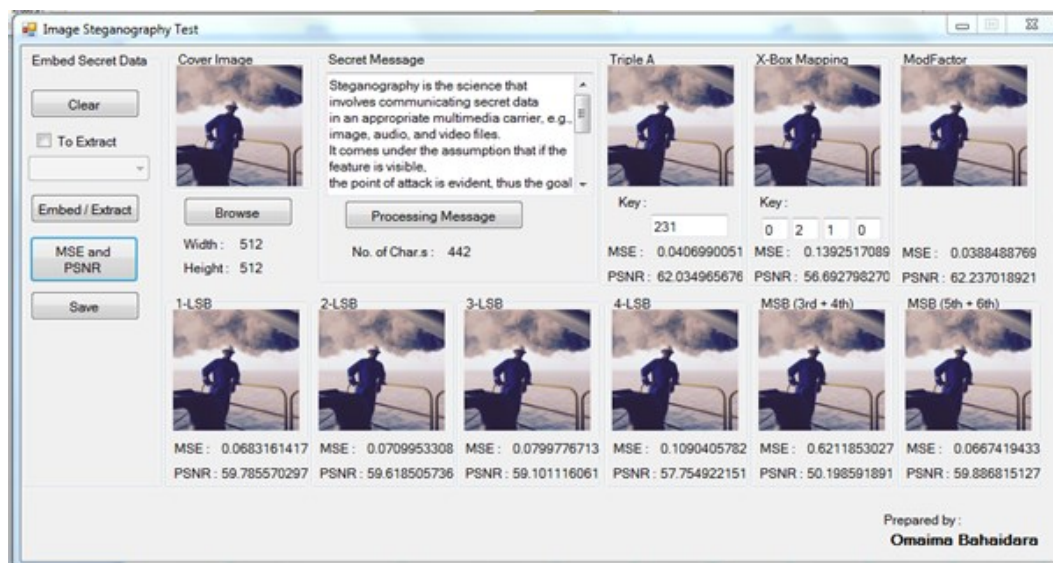 Image Steganography Test
Embed Secret Data
Clear
To Extract
Embed / Extract
MSE and
PSNR
Save
Cover Image
Browse
Width : 512
Height : 512
Secret Message
Steganography is the science that
involves communicating secret data
in an appropriate multimedia carrier, e.g.,
image, audio, and video files.
It comes under the assumption that if the
feature is visible,
the point of attack is evident, thus the goal
Processing Message
No. of Char.s : 442
Triple A
Key :
231
MSE : 0.0406990051
PSNR : 62.034965676
X-Box Mapping
Key :
0 2 1 0
MSE : 0.1392517089
PSNR : 56.692798270
ModFactor
MSE : 0.0388488769
PSNR : 62.237018921
1-LSB
MSE : 0.0683161417
PSNR : 59.785570297
2-LSB
MSE : 0.0709953308
PSNR : 59.618505736
3-LSB
MSE : 0.0799776713
PSNR : 59.101116061
4-LSB
MSE : 0.1090405782
PSNR : 57.754922151
MSB (3rd + 4th)
MSE : 0.6211853027
PSNR : 50.198591891
MSB (5th + 6th)
MSE : 0.0667419433
PSNR : 59.886815127
Prepared by :
Omaima Bahaidara